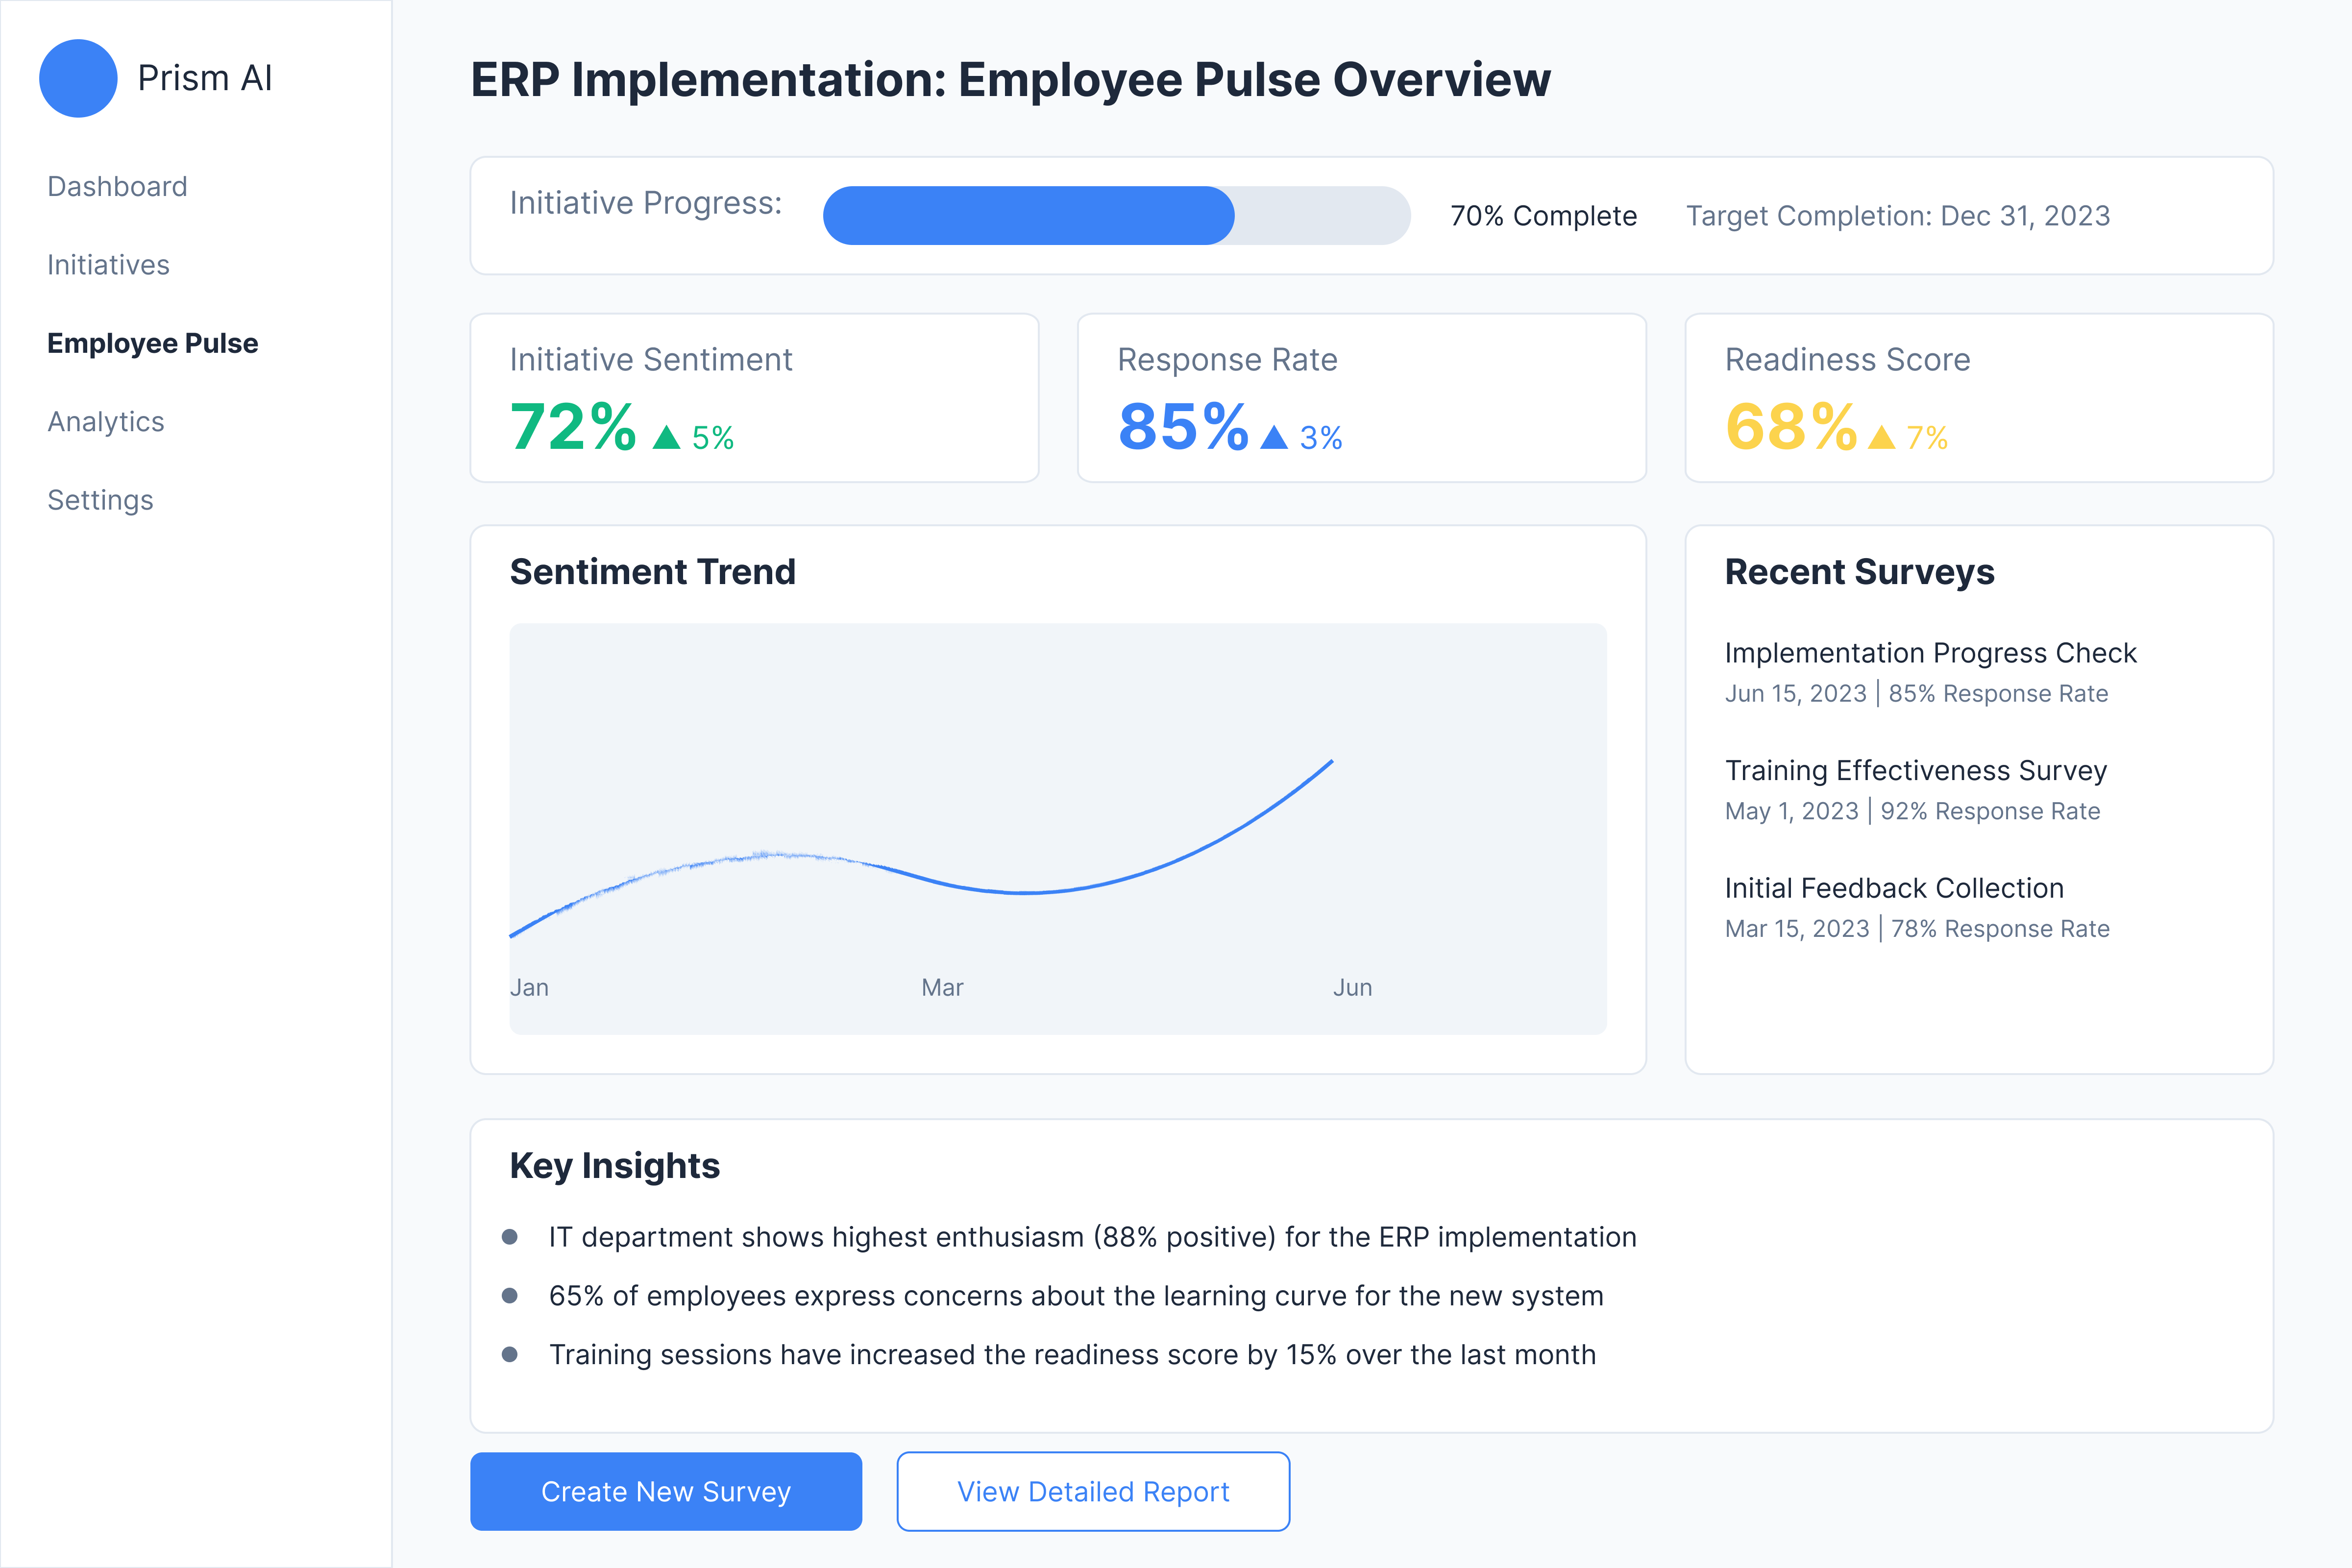 Prism AI
Dashboard
Initiatives
Employee Pulse
Analytics
Settings
ERP Implementation: Employee Pulse Overview
Initiative Progress: 70% Complete Target Completion: Dec 31, 2023
Initiative Sentiment
72% ▲ 5%
Response Rate
85% ▲ 3%
Readiness Score
68% ▲ 7%
Sentiment Trend
Jan Mar Jun
Recent Surveys
Implementation Progress Check
Jun 15, 2023 | 85% Response Rate
Training Effectiveness Survey
May 1, 2023 | 92% Response Rate
Initial Feedback Collection
Mar 15, 2023 | 78% Response Rate
Key Insights
IT department shows highest enthusiasm (88% positive) for the ERP implementation
65% of employees express concerns about the learning curve for the new system
Training sessions have increased the readiness score by 15% over the last month
Create New Survey
View Detailed Report